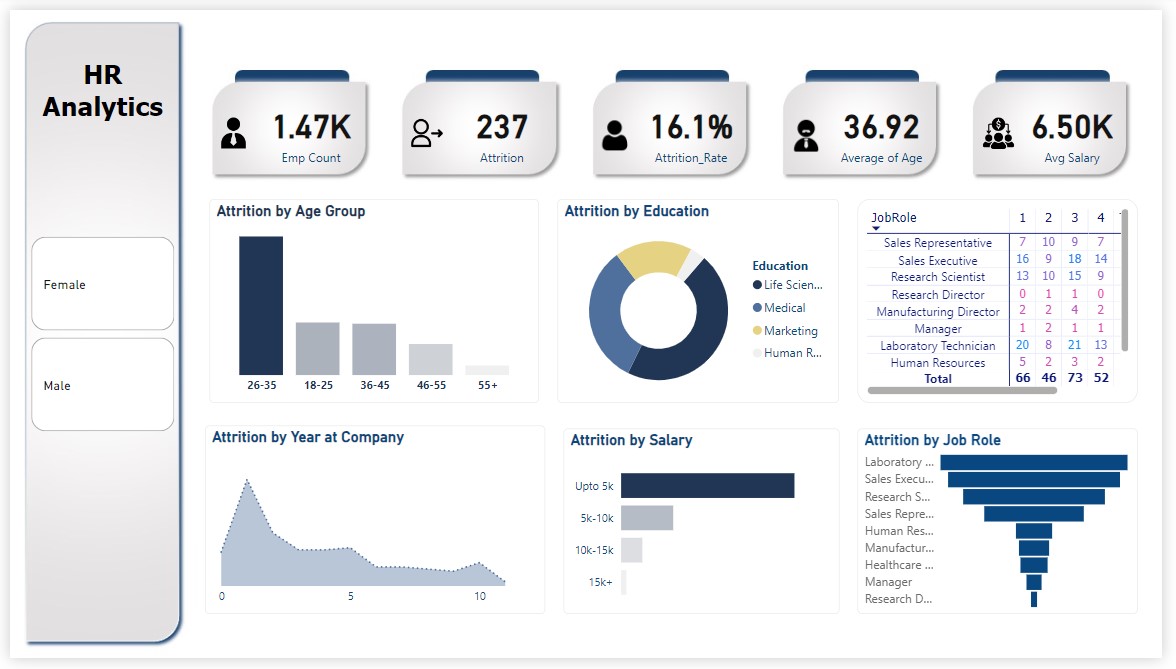 HR
Analytics
Female
Male
1.47K
Emp Count
237
Attrition
16.1%
Attrition_Rate
36.92
Average of Age
6.50K
Avg Salary
Attrition by Age Group
26-35 18-25 36-45 46-55 55+
Attrition by Education
Education
Life Scien...
Medical
Marketing
Human R...
JobRole 1 2 3 4
Sales Representative 7 10 9 7
Sales Executive 16 9 18 14
Research Scientist 13 10 15 9
Research Director 0 1 1 0
Manufacturing Director 2 2 4 2
Manager 1 2 1 1
Laboratory Technician 20 8 21 13
Human Resources 5 2 3 2
Total 66 46 73 52
Attrition by Year at Company
0 5 10
Attrition by Salary
Upto 5k
5k-10k
10k-15k
15k+
Attrition by Job Role
Laboratory ...
Sales Execu...
Research S...
Sales Repre...
Human Res...
Manufactur...
Healthcare ...
Manager
Research D...